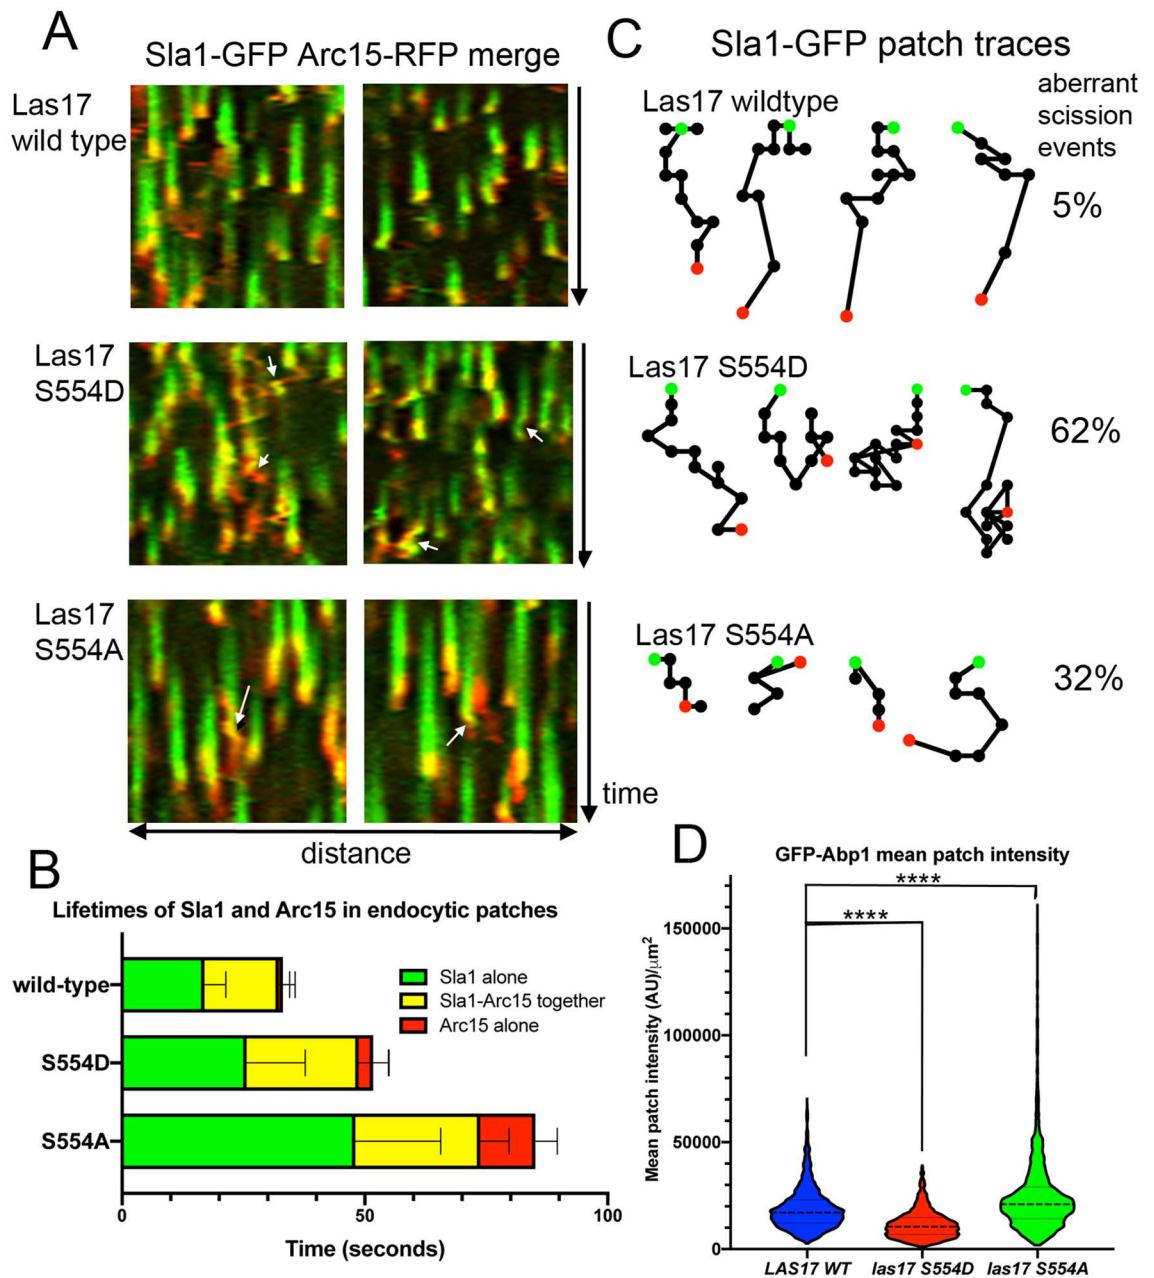 A
Sla1-GFP Arc15-RFP merge
Las17
wild type
Las17
S554D
Las17
S554A
time
distance
B
Lifetimes of Sla1 and Arc15 in endocytic patches
wild-type
S554D
S554A
Sla1 alone
Sla1-Arc15 together
Arc15 alone
0
50
100
Time (seconds)
C
Sla1-GFP patch traces
aberrant
scission
events
Las17 wildtype
5%
Las17 S554D
62%
Las17 S554A
32%
D
GFP-Abp1 mean patch intensity
****
****
Mean patch intensity (AU)/µm2
150000
100000
50000
0
LAS17 WT
las17 S554D
las17 S554A